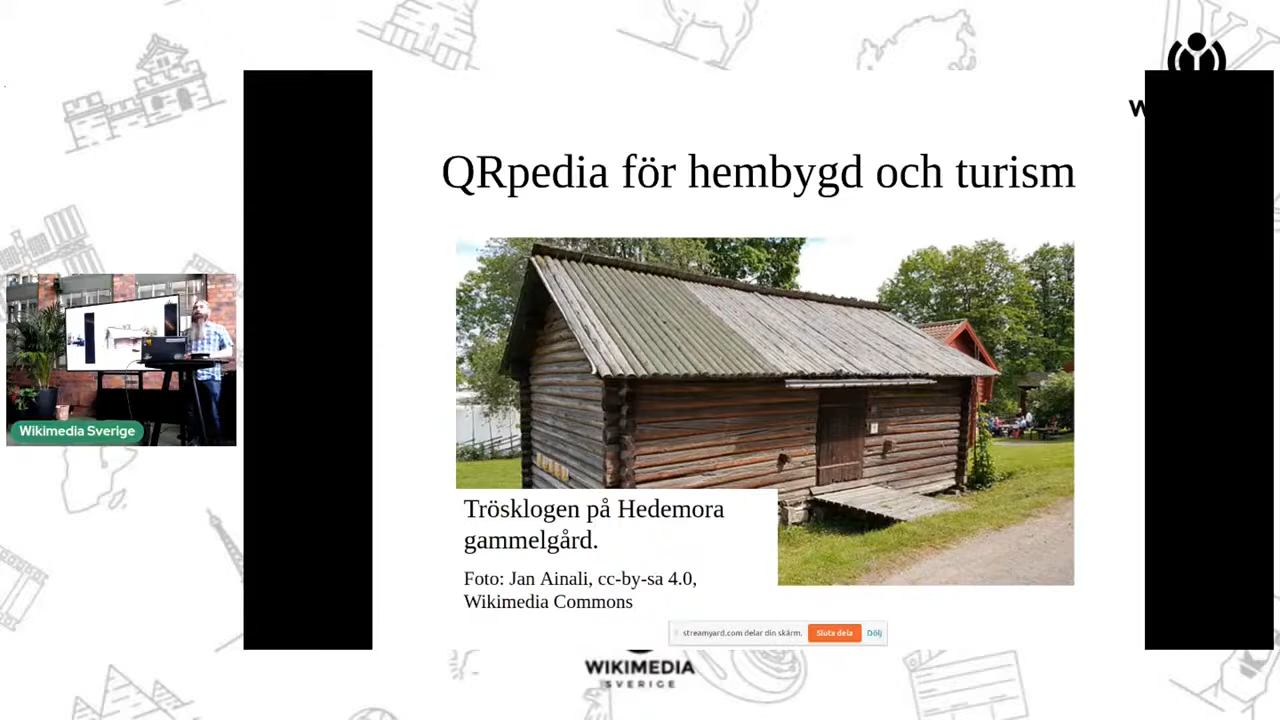 W
QRpedia för hembygd och turism
Wikimedia Sverige
Trösklogen på Hedemora
gammelgård.
Foto: Jan Ainali, cc-by-sa 4.0,
Wikimedia Commons
streamyard.com delar din skärm.
Sluta dela
Dölj
WIKIMEDIA
SVERIGE